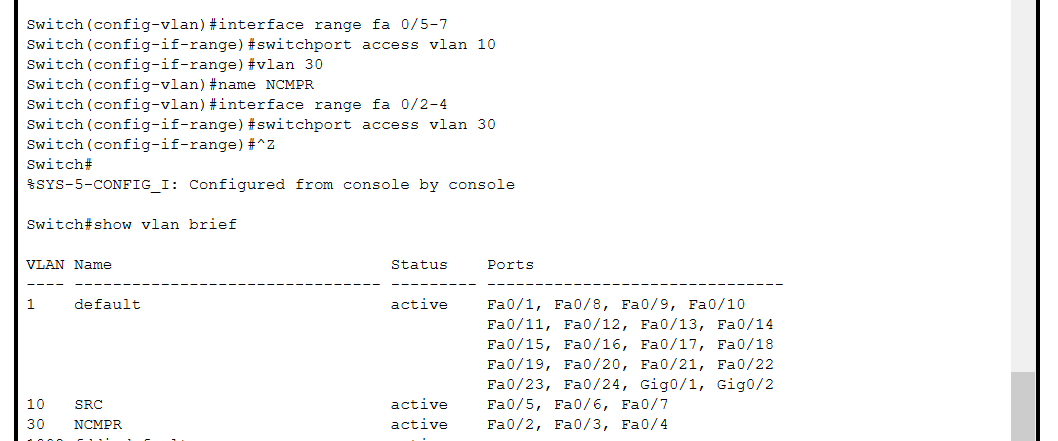 Switch(config-vlan)#interface range fa 0/5-7
Switch(config-if-range)#switchport access vlan 10
Switch(config-if-range)#vlan 30
Switch(config-vlan)#name NCMPR
Switch(config-vlan)#interface range fa 0/2-4
Switch(config-if-range)#switchport access vlan 30
Switch(config-if-range)#^Z
Switch#
%SYS-5-CONFIG_I: Configured from console by console
Switch#show vlan brief
VLAN Name Status Ports
---- -------------------------------- --------- -------------------------------
1 default active Fa0/1, Fa0/8, Fa0/9, Fa0/10
Fa0/11, Fa0/12, Fa0/13, Fa0/14
Fa0/15, Fa0/16, Fa0/17, Fa0/18
Fa0/19, Fa0/20, Fa0/21, Fa0/22
Fa0/23, Fa0/24, Gig0/1, Gig0/2
10 SRC active Fa0/5, Fa0/6, Fa0/7
30 NCMPR active Fa0/2, Fa0/3, Fa0/4